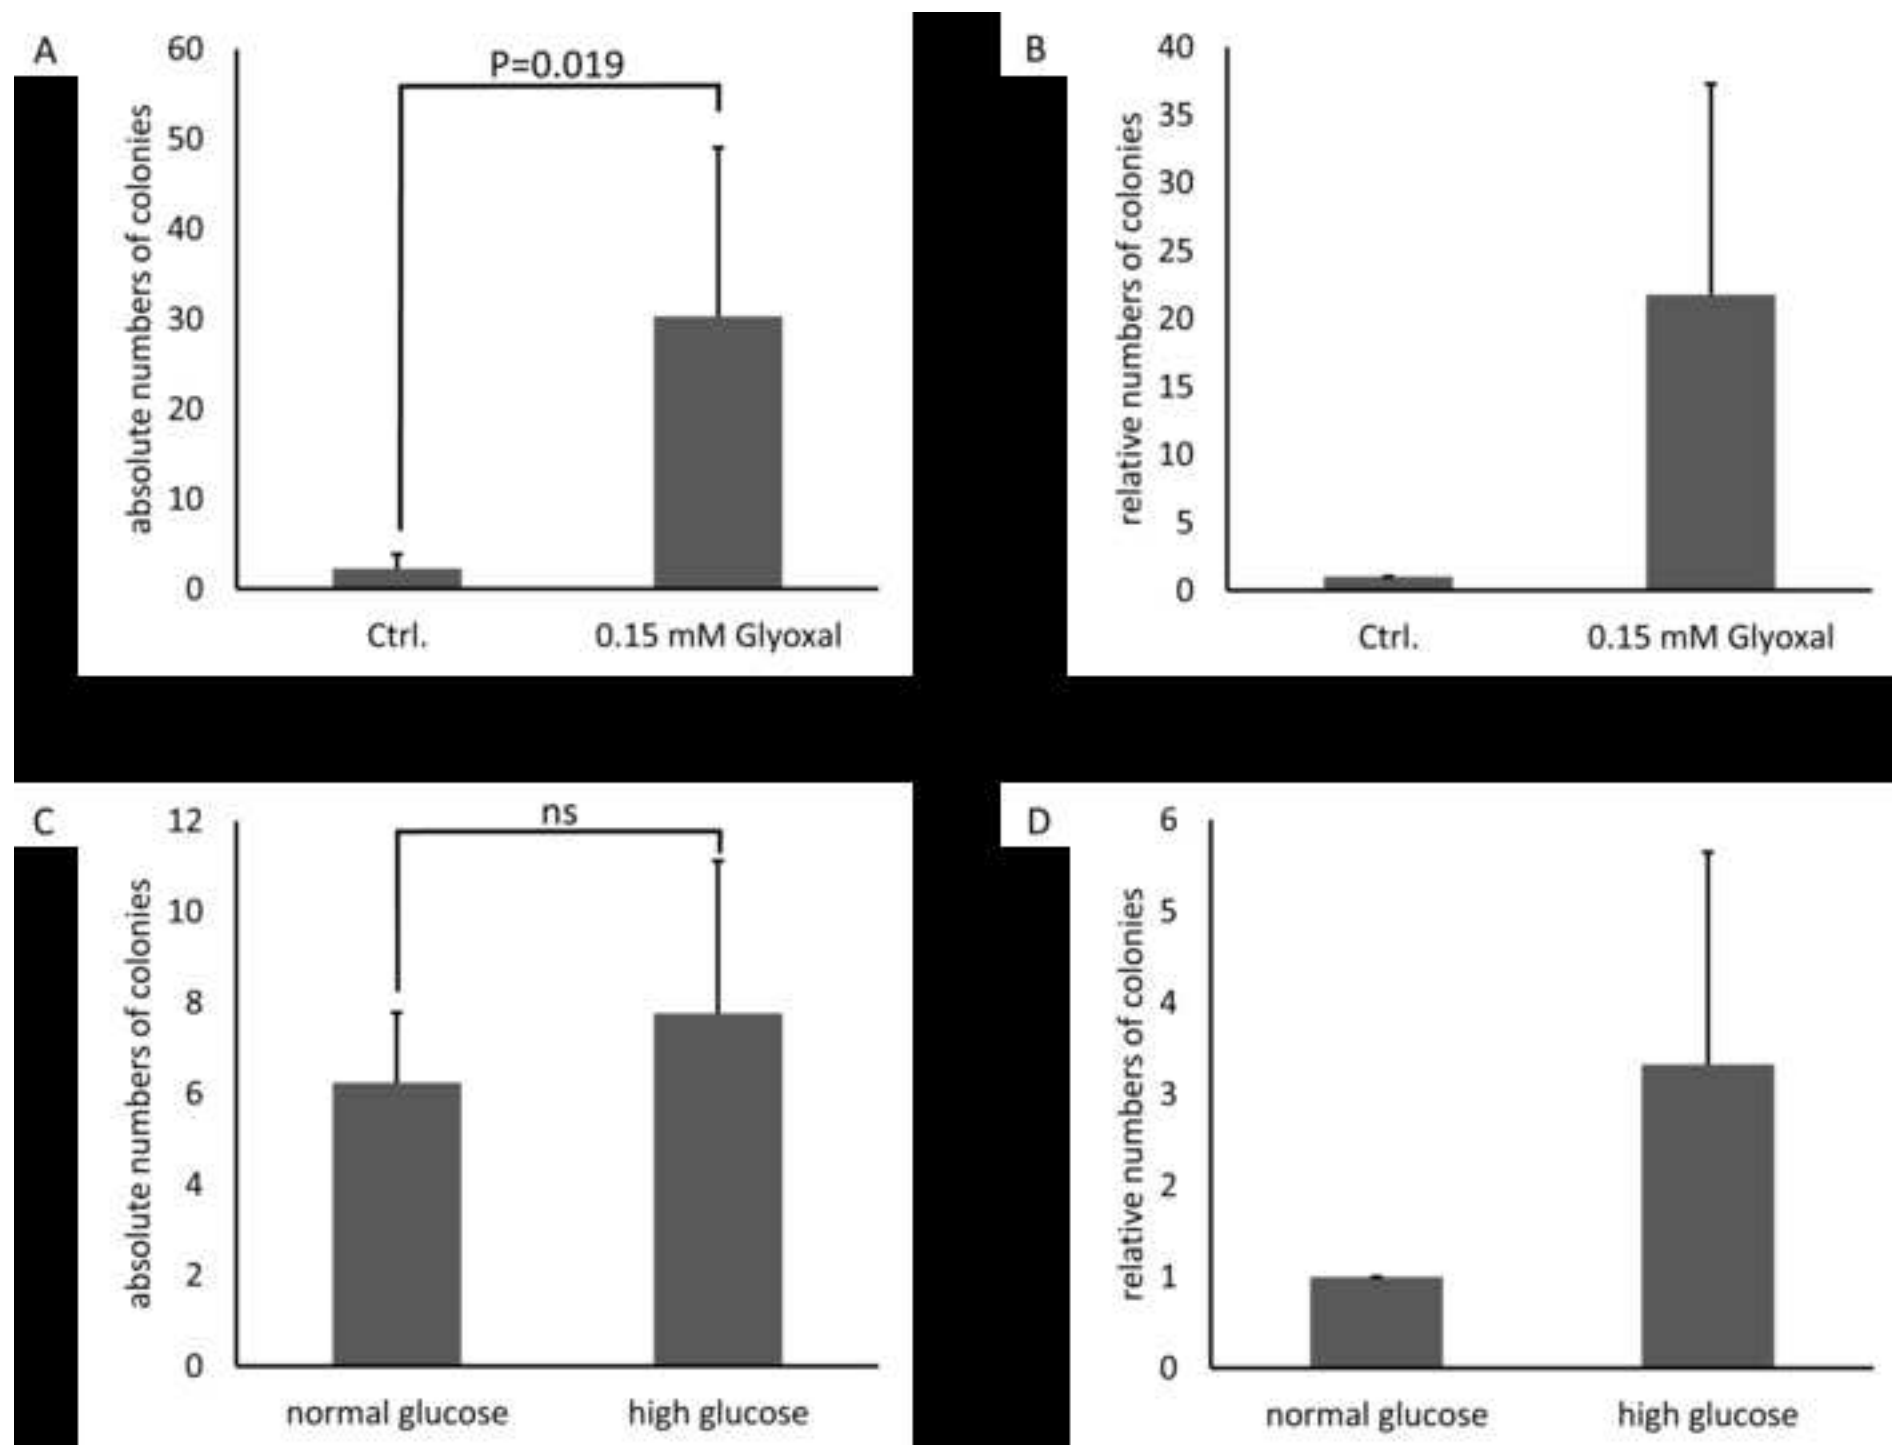 A
P=0.019
absolute numbers of colonies
60
50
40
30
20
10
0
Ctrl.
0.15 mM Glyoxal
B
relative numbers of colonies
40
35
30
25
20
15
10
5
0
Ctrl.
0.15 mM Glyoxal
C
ns
absolute numbers of colonies
12
10
8
6
4
2
0
normal glucose
high glucose
D
relative numbers of colonies
6
5
4
3
2
1
0
normal glucose
high glucose